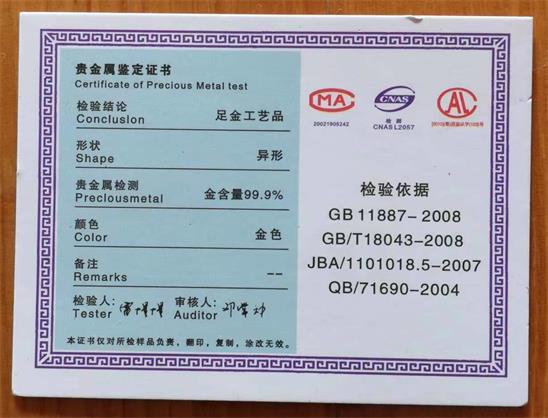 贵金属鉴定证书
Certificate of Precious Metal test
检验结论
Conclusion
足金工艺品
形状
Shape
异形
贵金属检测
Preciousmetal
金含量99.9%
颜色
Color
金色
备注
Remarks
--
检验人:
Tester
审核人:
Auditor
本证书仅对所检样品负责,翻印,复制,涂改无效。
MA
20021905242
CNAS
检测
CNAS L2057
AL
检验依据
GB 11887-2008
GB/T18043-2008
JBA/1101018.5-2007
QB/71690-2004